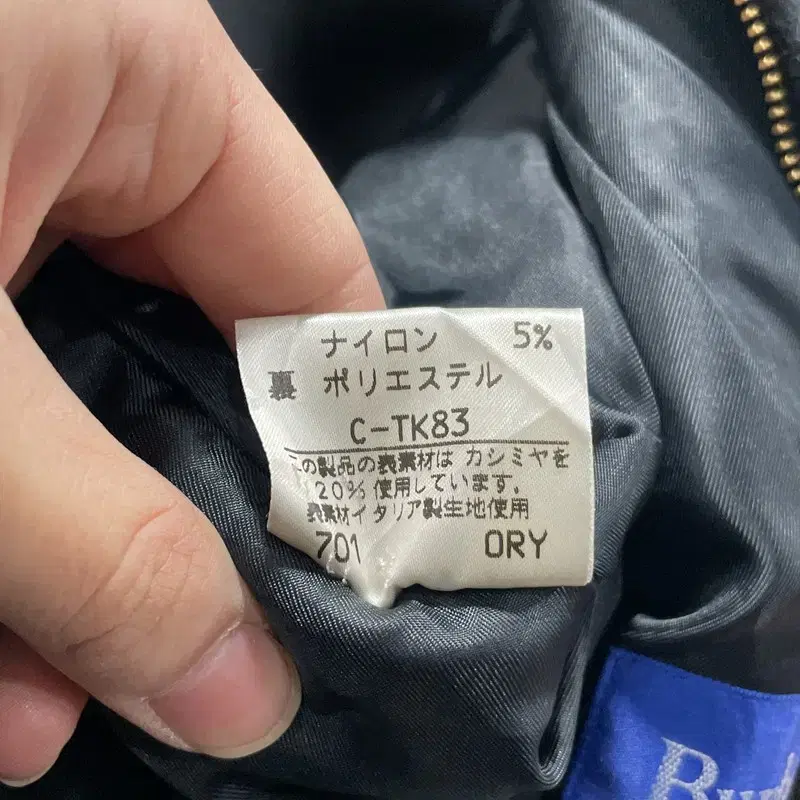 ナイロン 5%
裏 ポリエステル
C-TK83
の製品の表素材は カシミヤを
20%使用しています。
表素材イタリア製生地使用
701 ORY